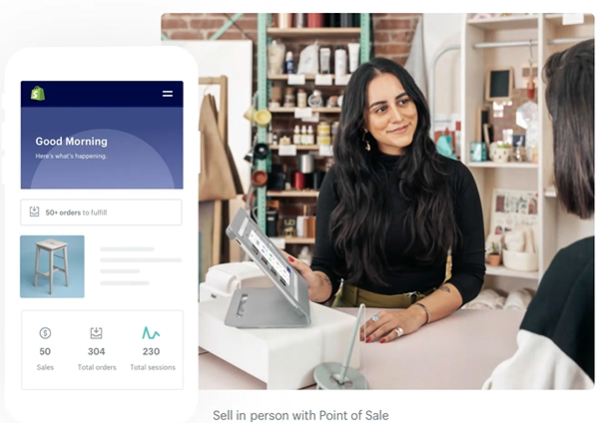 Good Morning
Here's what's happening.
50+ orders to fulfill
50
Sales
304
Total orders
230
Total sessions
Sell in person with Point of Sale